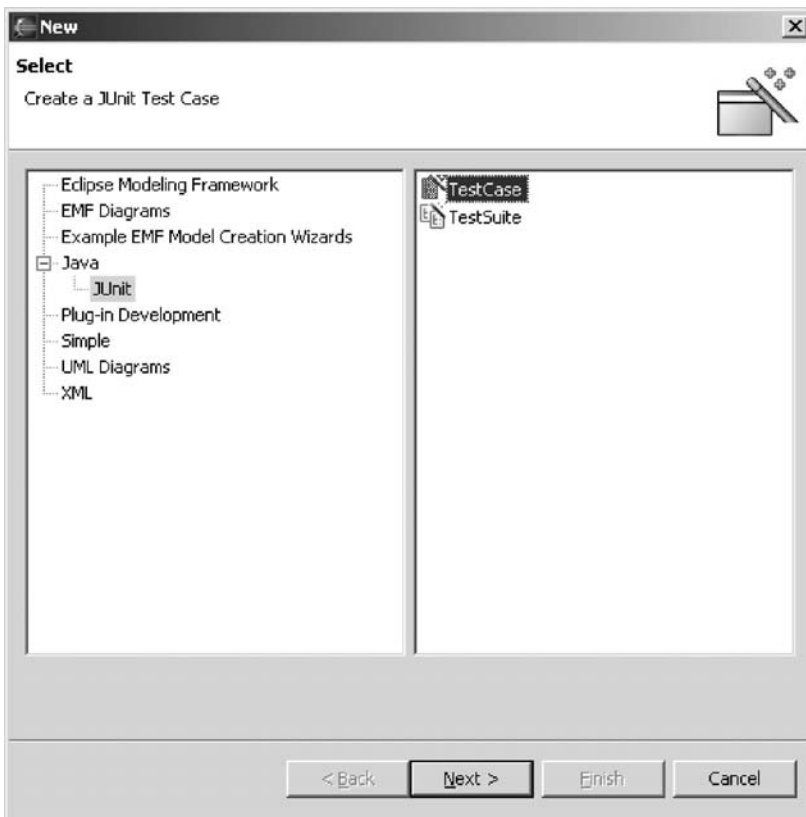 New
Select
Create a JUnit Test Case
Eclipse Modeling Framework
EMF Diagrams
Example EMF Model Creation Wizards
Java
JUnit
Plug-in Development
Simple
UML Diagrams
XML
TestCase
TestSuite
< Back
Next >
Finish
Cancel